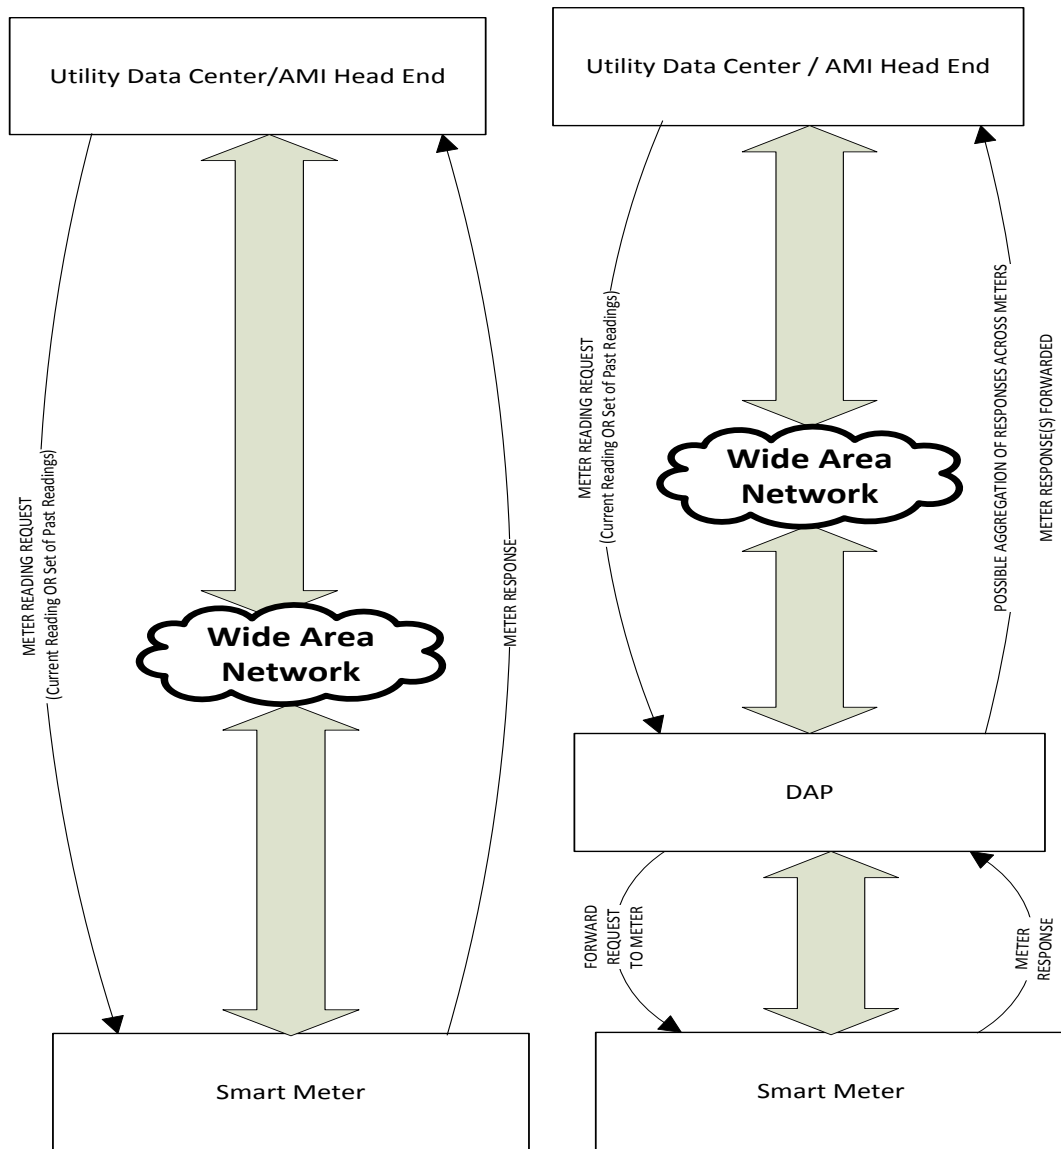 Utility Data Center/AMI Head End
METER READING REQUEST
(Current Reading OR Set of Past Readings)
Wide Area
Network
METER RESPONSE
Smart Meter
Utility Data Center / AMI Head End
METER READING REQUEST
(Current Reading OR Set of Past Readings)
Wide Area
Network
POSSIBLE AGGREGATION OF RESPONSES ACROSS METERS
METER RESPONSE(S) FORWARDED
DAP
FORWARD
REQUEST
TO METER
METER
RESPONSE
Smart Meter